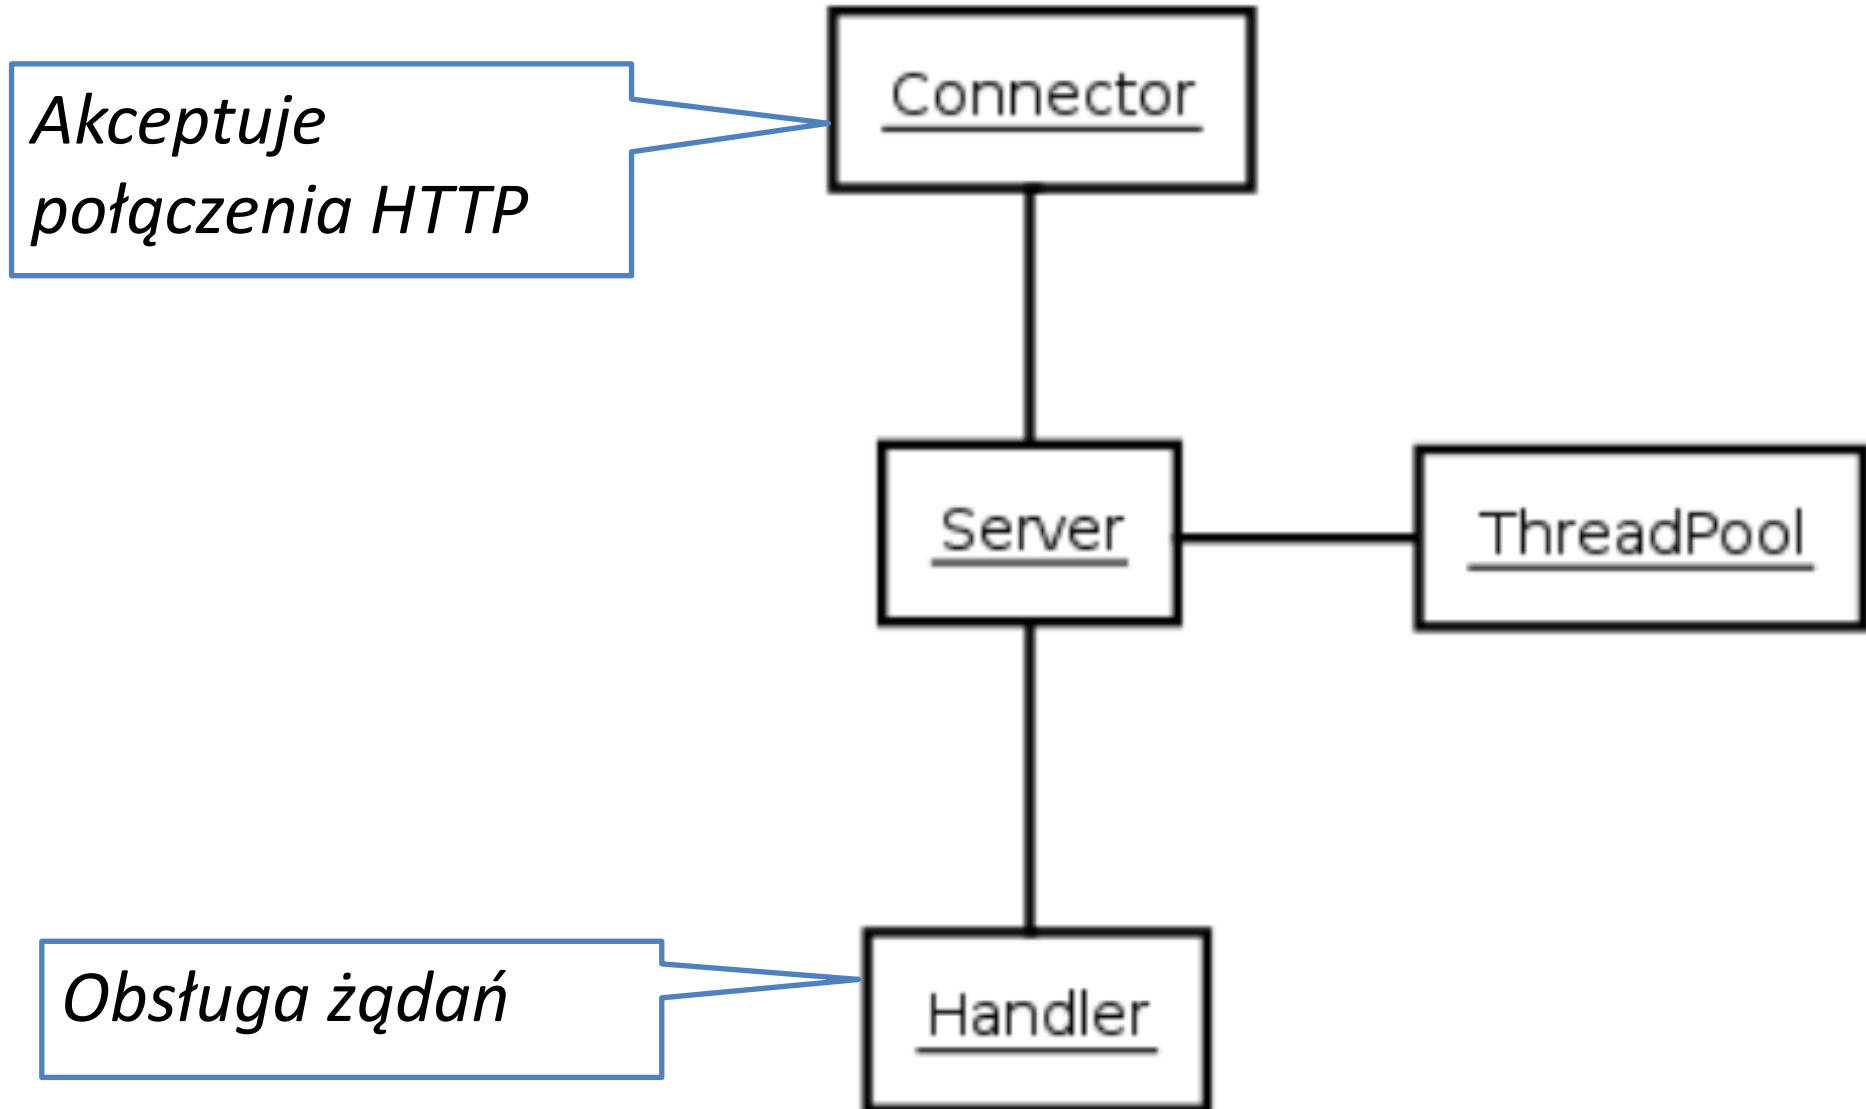 Connector
Akceptuje
połączenia HTTP
Server
ThreadPool
Obsługa żądań
Handler